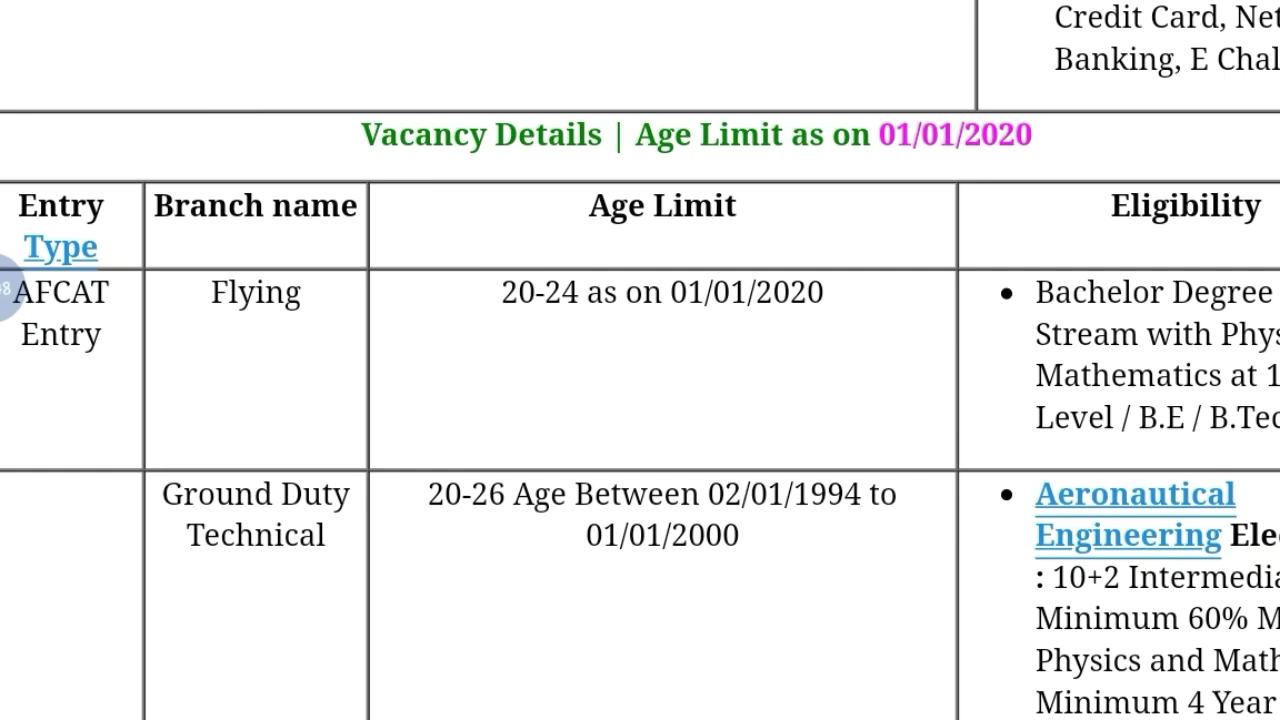 Credit Card, Net
Banking, E Chal
Vacancy Details | Age Limit as on 01/01/2020
Entry
Type
Branch name
Age Limit
Eligibility
AFCAT
Entry
Flying
20-24 as on 01/01/2020
• Bachelor Degree
Stream with Phys
Mathematics at 1
Level / B.E / B.Tec
Ground Duty
Technical
20-26 Age Between 02/01/1994 to
01/01/2000
• Aeronautical
Engineering Ele
: 10+2 Intermedia
Minimum 60% M
Physics and Math
Minimum 4 Year